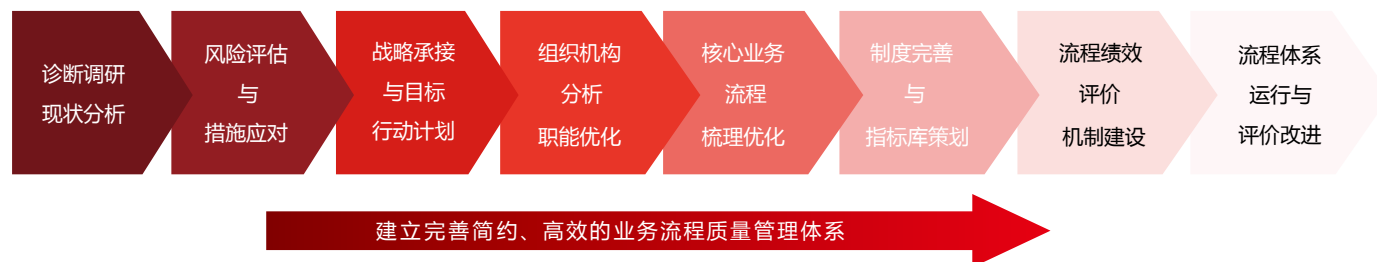 诊断调研
现状分析
风险评估
与
措施应对
战略承接
与目标
行动计划
组织机构
分析
职能优化
核心业务
流程
梳理优化
制度完善
与
指标库策划
流程绩效
评价
机制建设
流程体系
运行与
评价改进
建立完善简约、高效的业务流程质量管理体系